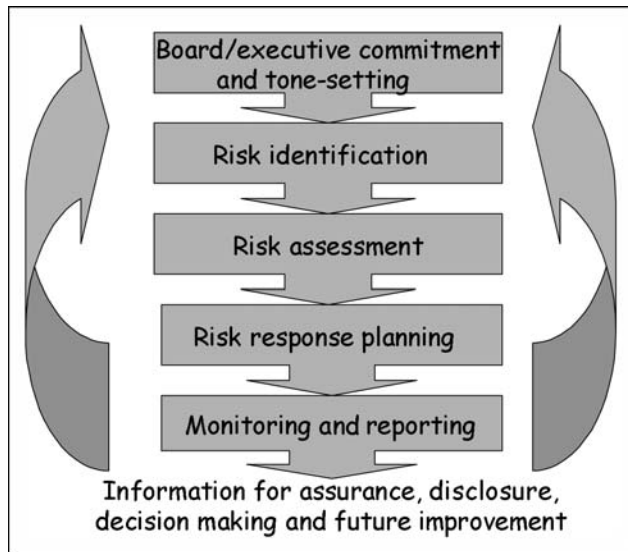 Board/executive commitment
and tone-setting
Risk identification
Risk assessment
Risk response planning
Monitoring and reporting
Information for assurance, disclosure,
decision making and future improvement